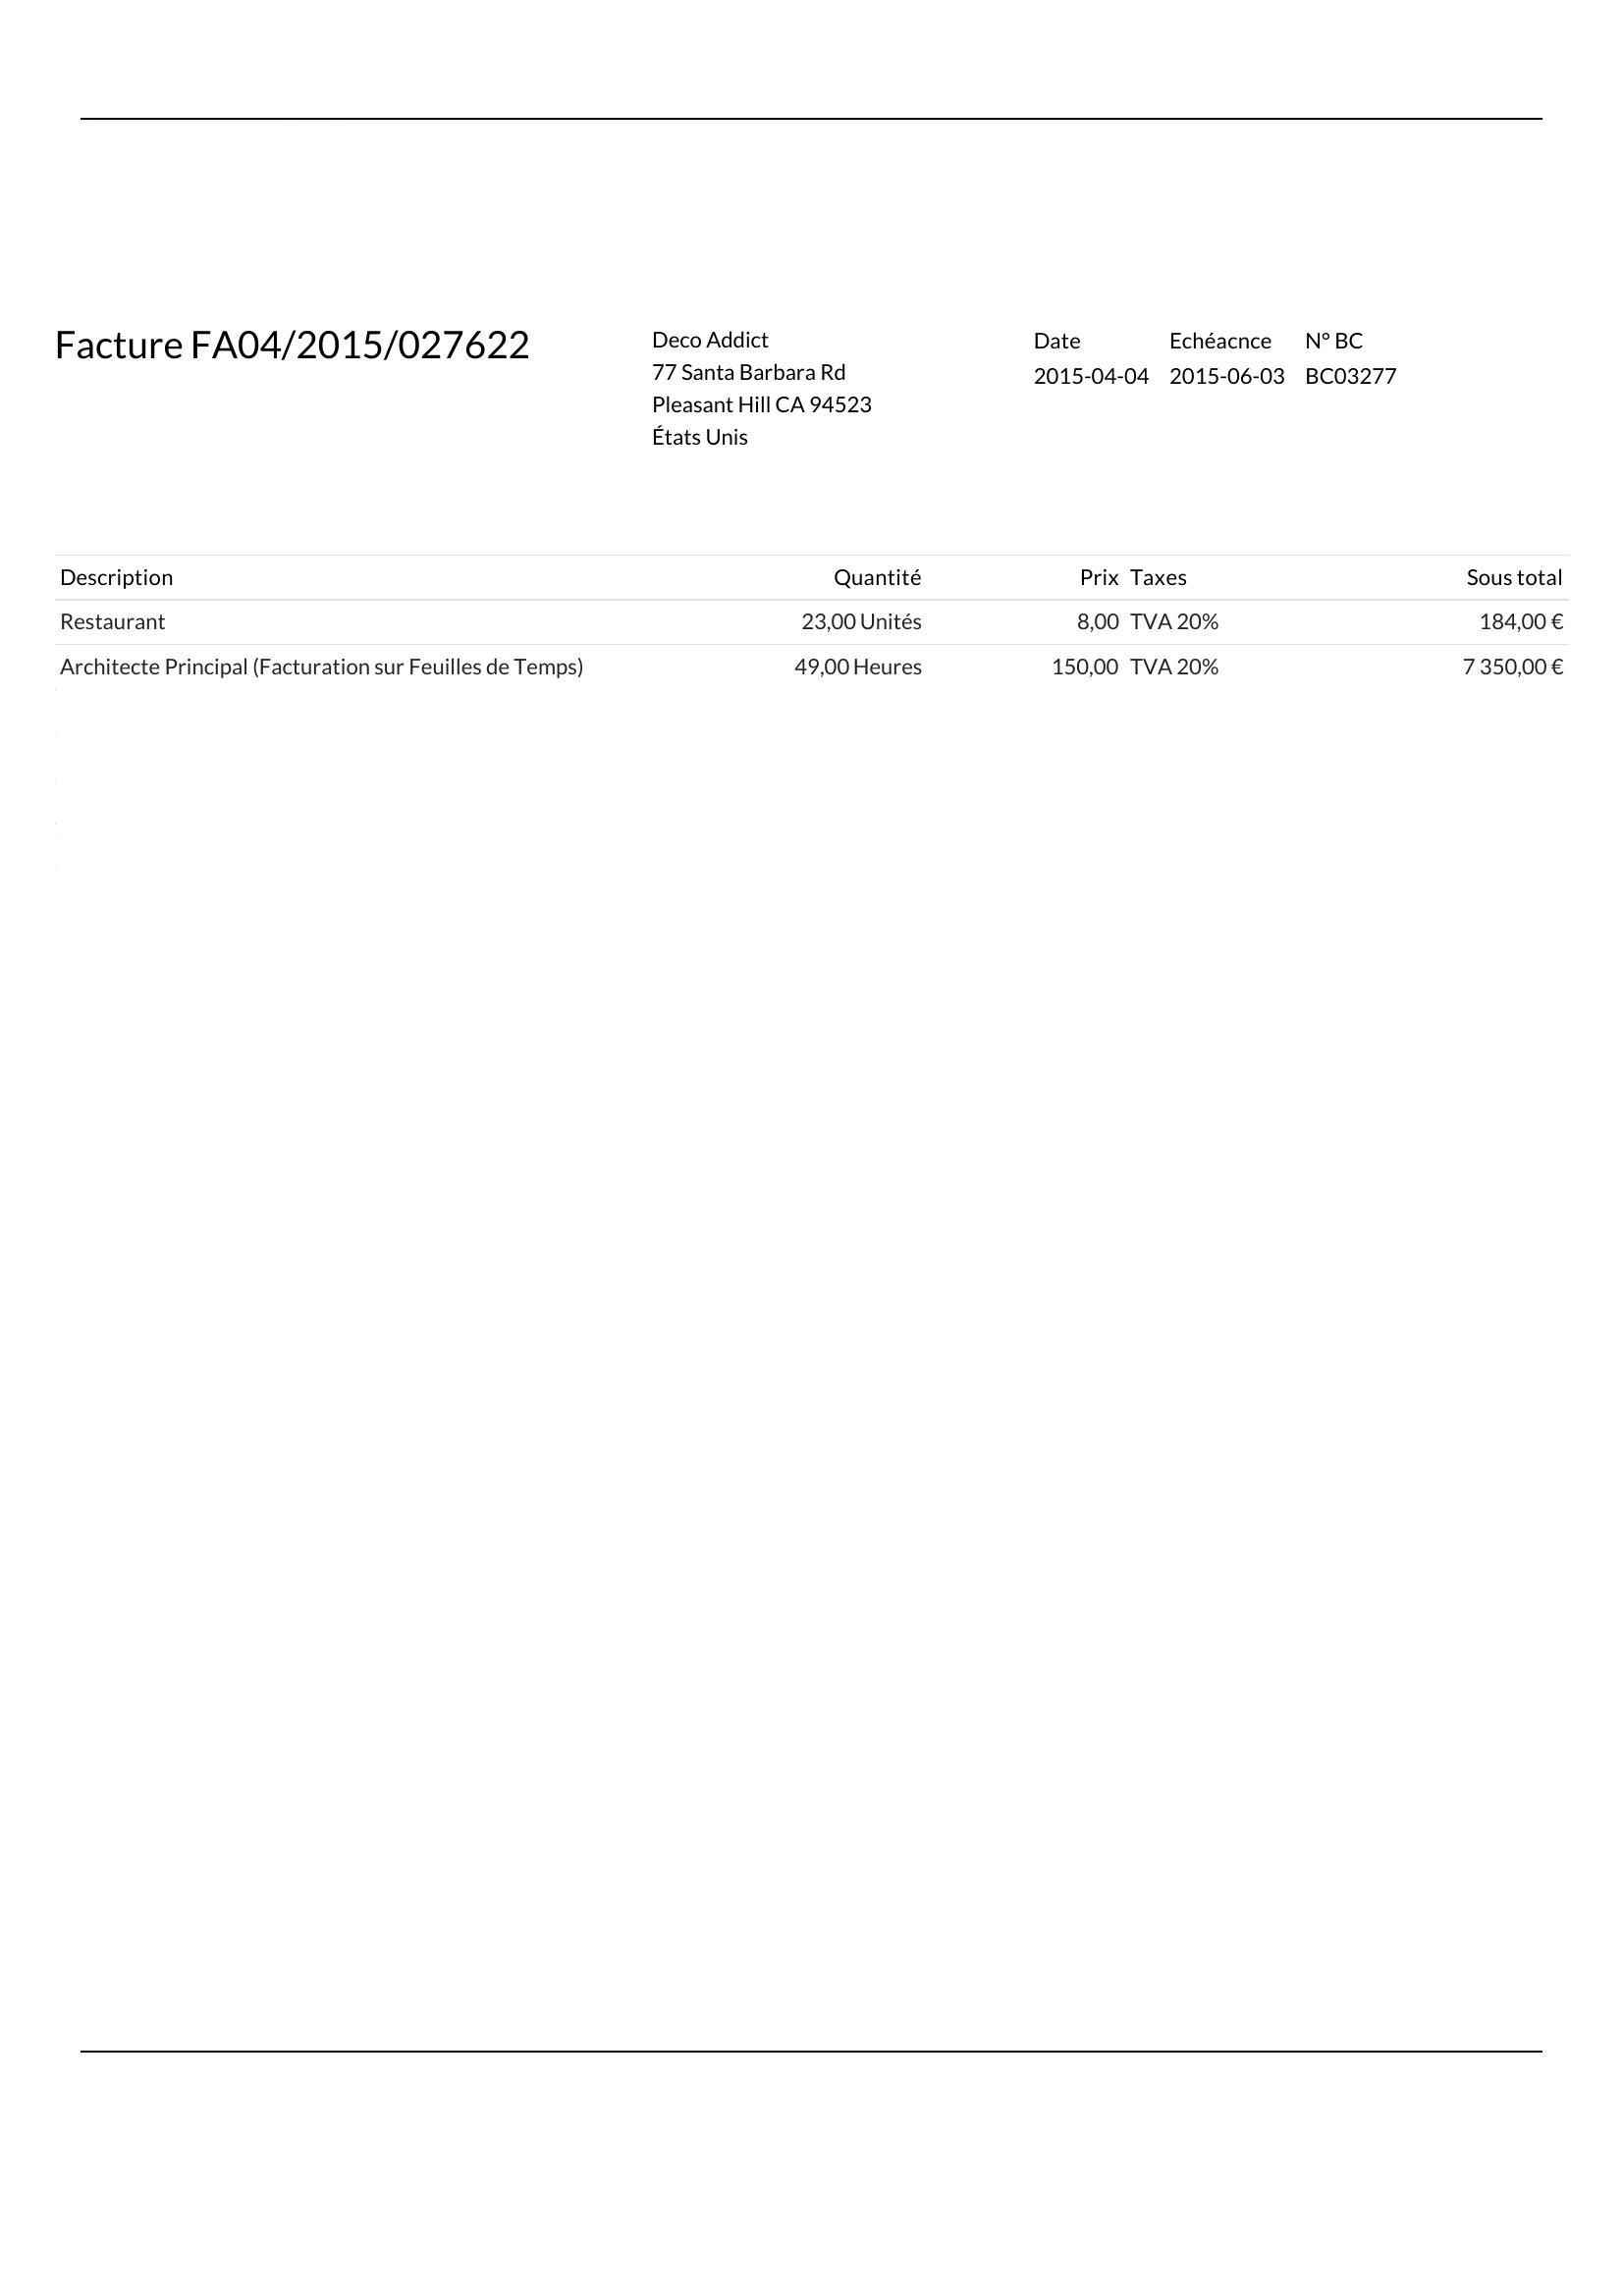 Facture FA04/2015/027622
Deco Addict
77 Santa Barbara Rd
Pleasant Hill CA 94523
États Unis
Date Echéacnce N° BC
2015-04-04 2015-06-03 BC03277
Description Quantité Prix Taxes Sous total
Restaurant 23,00 Unités 8,00 TVA 20% 184,00 €
Architecte Principal (Facturation sur Feuilles de Temps) 49,00 Heures 150,00 TVA 20% 7 350,00 €